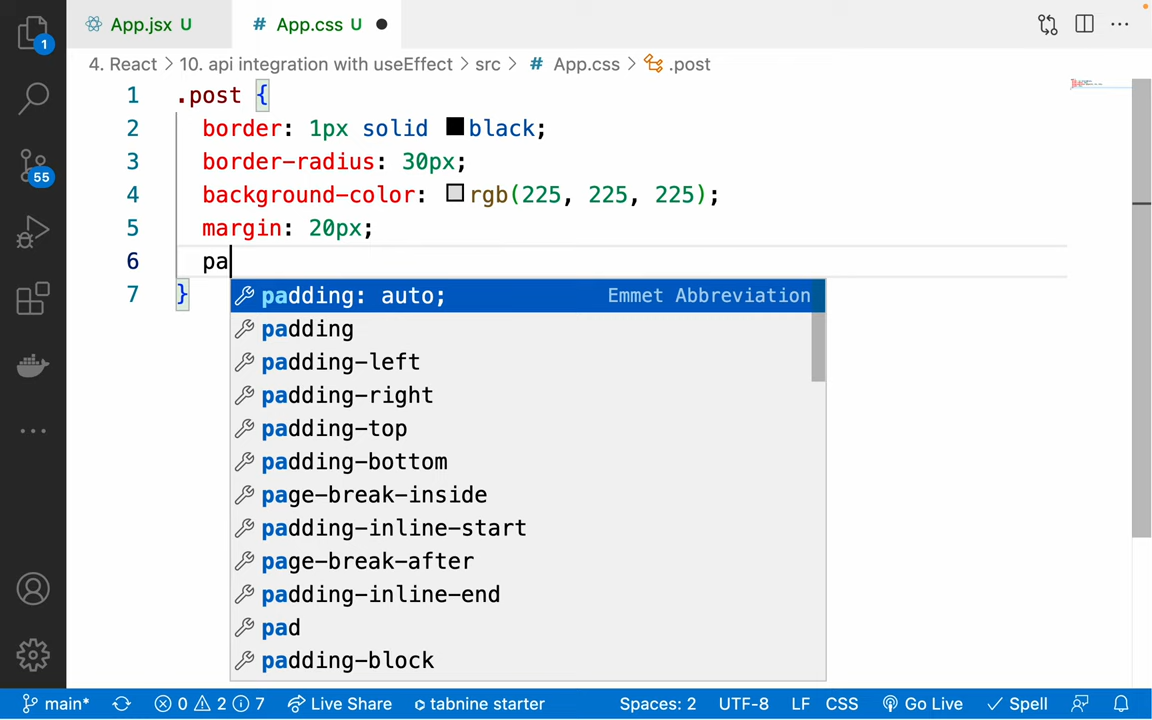 App.jsx U
# App.css U
4. React > 10. api integration with useEffect > src > # App.css > .post
1 .post {
2 border: 1px solid black;
3 border-radius: 30px;
4 background-color: rgb(225, 225, 225);
5 margin: 20px;
6 pa
7 }
padding: auto; Emmet Abbreviation
padding
padding-left
padding-right
padding-top
padding-bottom
page-break-inside
padding-inline-start
page-break-after
padding-inline-end
pad
padding-block
1
55
main* 0 2 7 Live Share tabnine starter Spaces: 2 UTF-8 LF CSS Go Live Spell